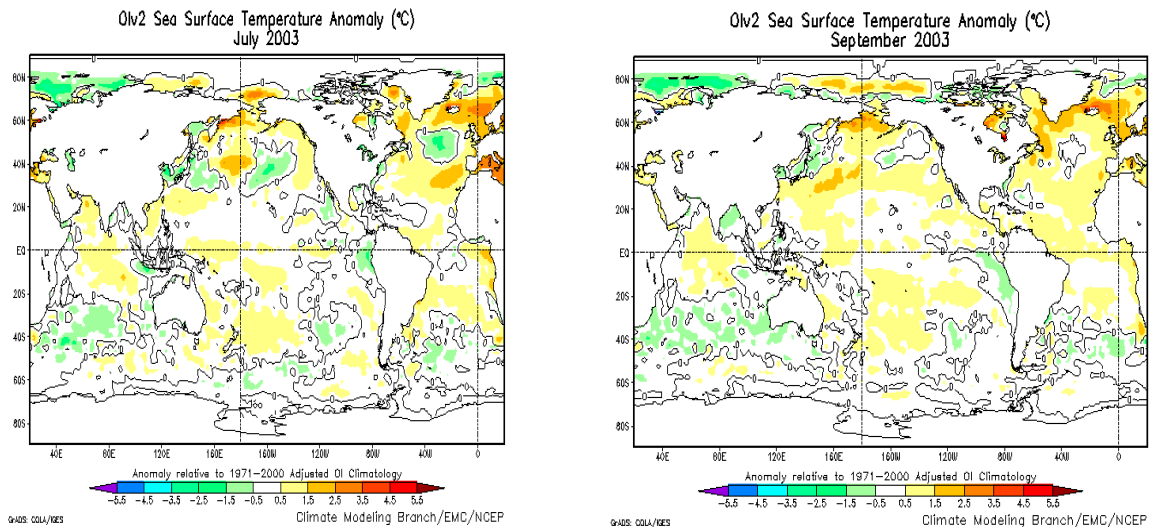 OIv2 Sea Surface Temperature Anomaly (°C)
July 2003
80N
60N
40N
20N
EQ
20S
40S
60S
80S
40E
80E
120E
160E
160W
120W
80W
40W
0
Anomaly relative to 1971-2000 Adjusted OI Climatology
-5.5 -4.5 -3.5 -2.5 -1.5 -0.5 0.5 1.5 2.5 3.5 4.5 5.5
GrADS: COLA/IGES
Climate Modeling Branch/EMC/NCEP
OIv2 Sea Surface Temperature Anomaly (°C)
September 2003
80N
60N
40N
20N
EQ
20S
40S
60S
80S
40E
80E
120E
160E
160W
120W
80W
40W
0
Anomaly relative to 1971-2000 Adjusted OI Climatology
-5.5 -4.5 -3.5 -2.5 -1.5 -0.5 0.5 1.5 2.5 3.5 4.5 5.5
GrADS: COLA/IGES
Climate Modeling Branch/EMC/NCEP